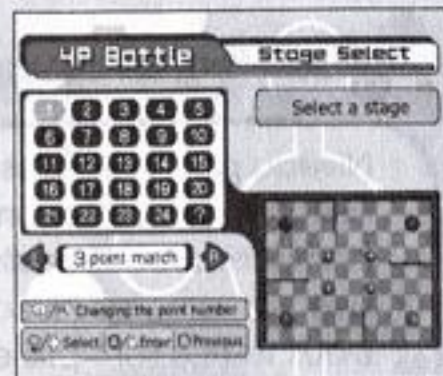 4P Battle
Stage Select
1 2 3 4 5
6 7 8 9 10
11 12 13 14 15
16 17 18 19 20
21 22 23 24 ?
Select a stage
3 point match
Changing the point number
Select Enter Previous